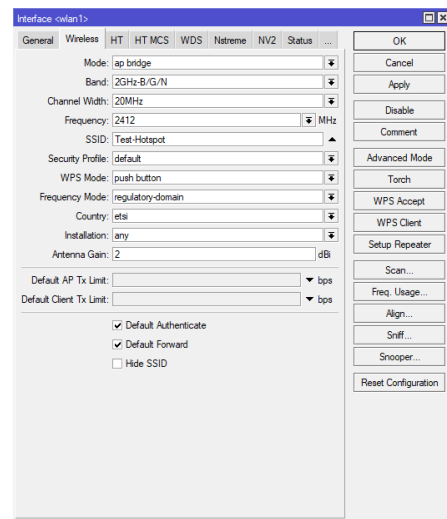 Interface <wlan1>
General Wireless HT HT MCS WDS Nstreme NV2 Status ...
Mode: ap bridge
Band: 2GHz-B/G/N
Channel Width: 20MHz
Frequency: 2412 MHz
SSID: Test-Hotspot
Security Profile: default
WPS Mode: push button
Frequency Mode: regulatory-domain
Country: etsi
Installation: any
Antenna Gain: 2 dBi
Default AP Tx Limit: bps
Default Client Tx Limit: bps
Default Authenticate
Default Forward
Hide SSID
OK
Cancel
Apply
Disable
Comment
Advanced Mode
Torch
WPS Accept
WPS Client
Setup Repeater
Scan...
Freq. Usage...
Align...
Sniff...
Snooper...
Reset Configuration